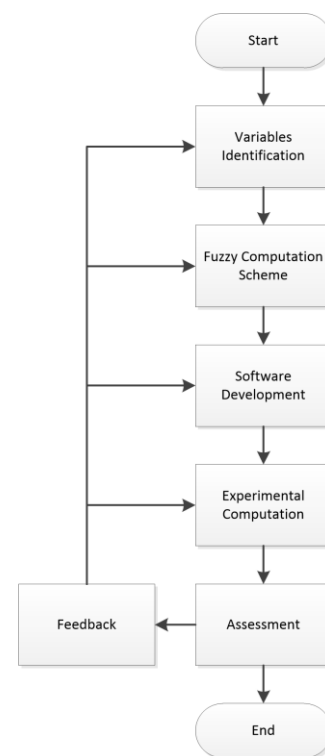 Start
Variables
Identification
Fuzzy Computation
Scheme
Software
Development
Experimental
Computation
Feedback
Assessment
End